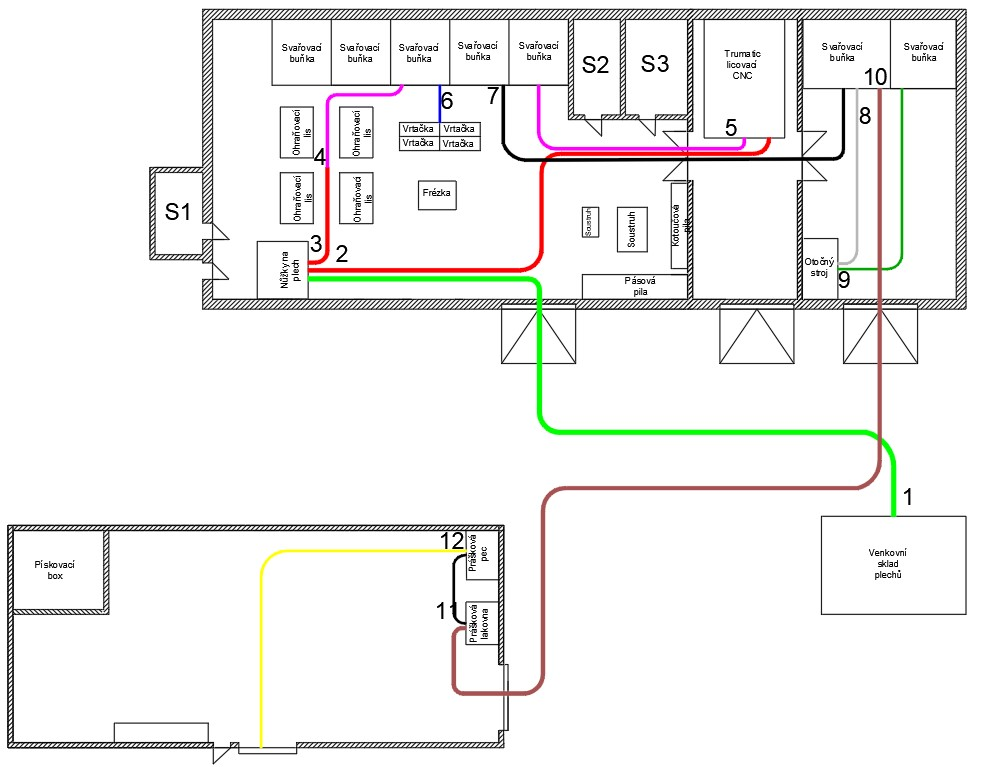 Svařovací
buňka
Svařovací
buňka
Svařovací
buňka
Svařovací
buňka
Svařovací
buňka
S2
S3
Trumatic
licovací
CNC
Svařovací
buňka
Svařovací
buňka
10
6
7
5
8
Ohraňovací
lis
Ohraňovací
lis
Vrtačka
Vrtačka
Vrtačka
Vrtačka
4
Ohraňovací
lis
Ohraňovací
lis
Frézka
S1
Soustruh
Soustruh
Kotoučová
pila
3
2
Nůžky na
plech
Pásová
pila
Otočný
stroj
9
1
Venkovní
sklad
plechů
Pískovací
box
12
Prášková
pec
11
Prášková
lakovna